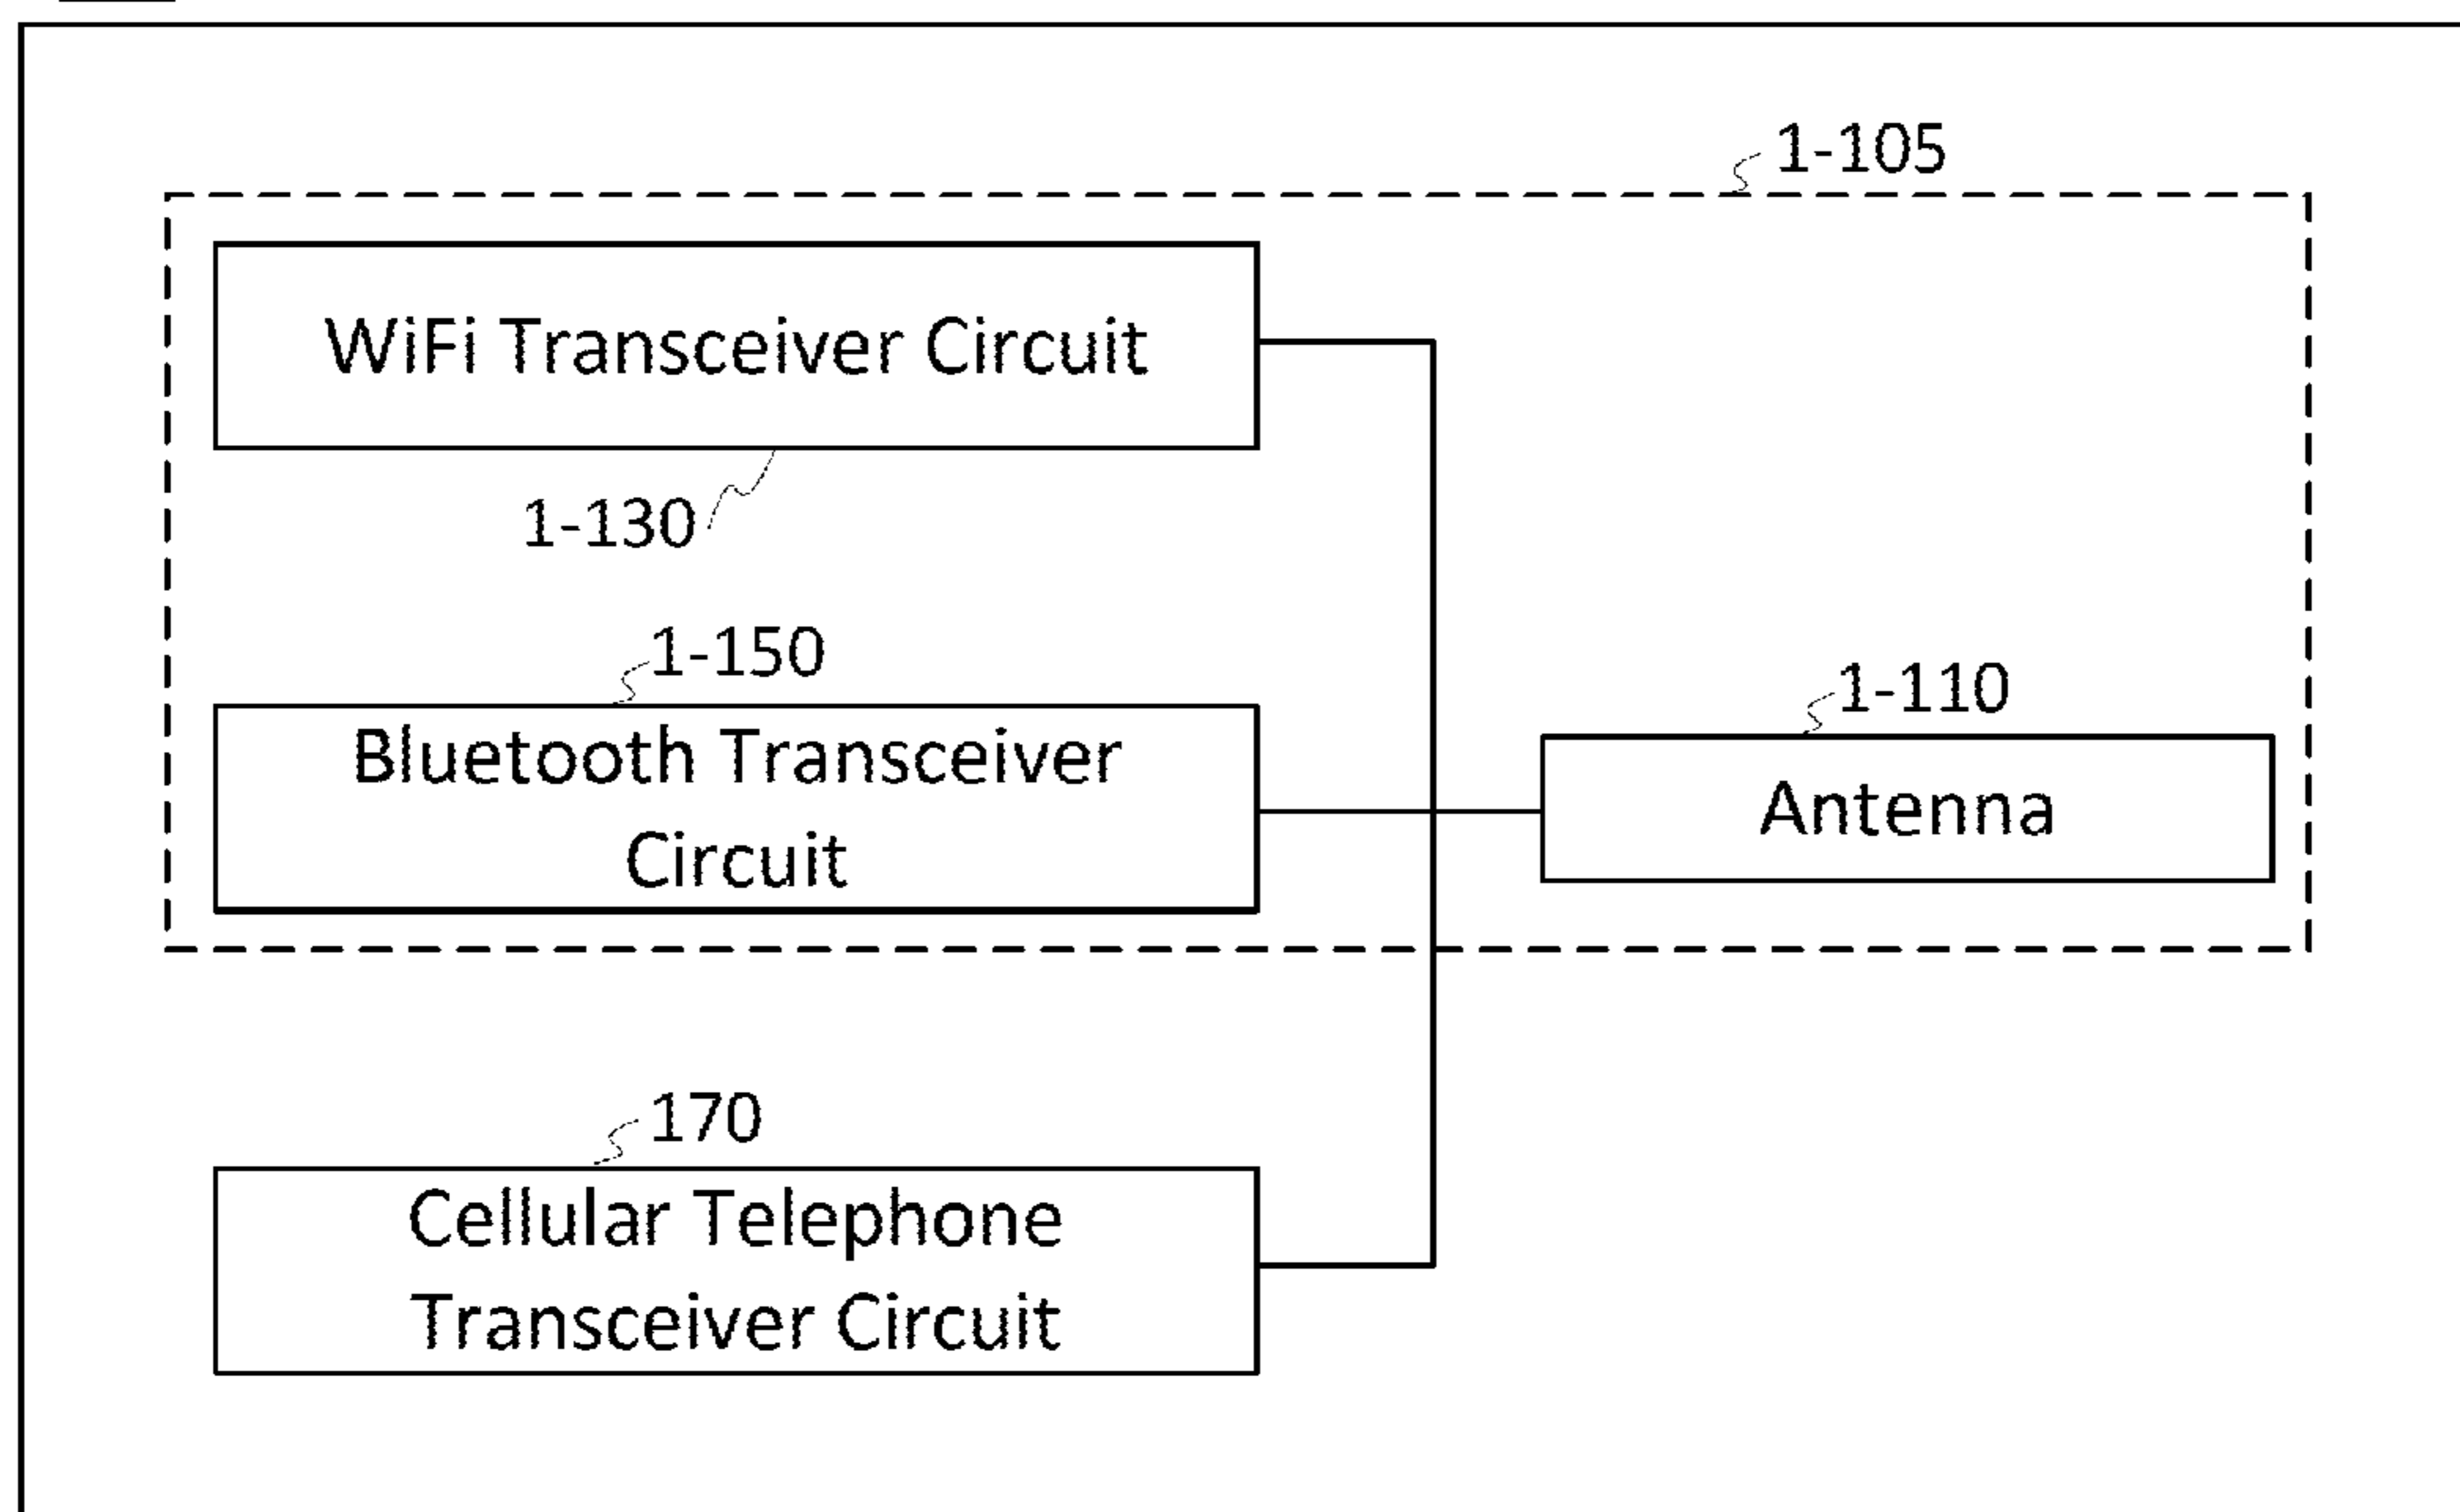 1-105
WiFi Transceiver Circuit
1-130
1-150
Bluetooth Transceiver
Circuit
1-110
Antenna
170
Cellular Telephone
Transceiver Circuit